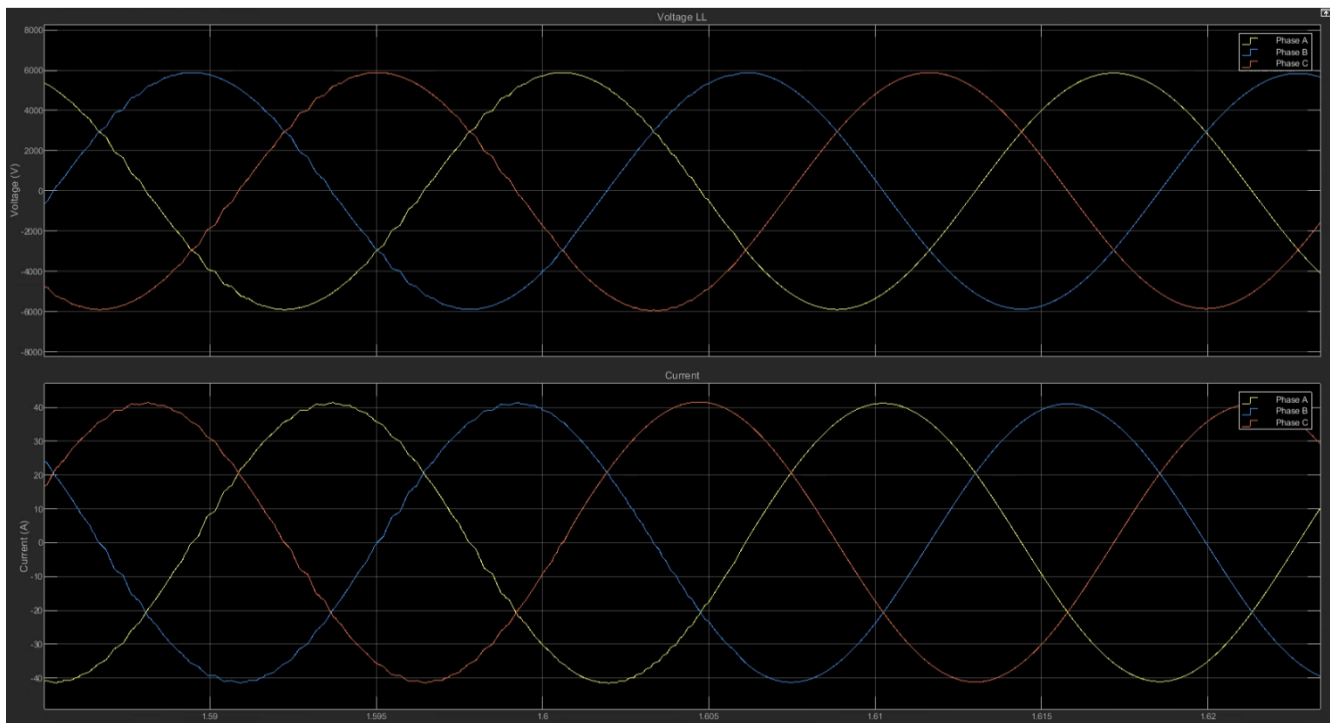 Voltage LL
8000
6000
4000
2000
0
-2000
-4000
-6000
-8000
Voltage (V)
Phase A
Phase B
Phase C
Current
40
30
20
10
0
-10
-20
-30
-40
Current (A)
Phase A
Phase B
Phase C
1.59
1.595
1.6
1.605
1.61
1.615
1.62